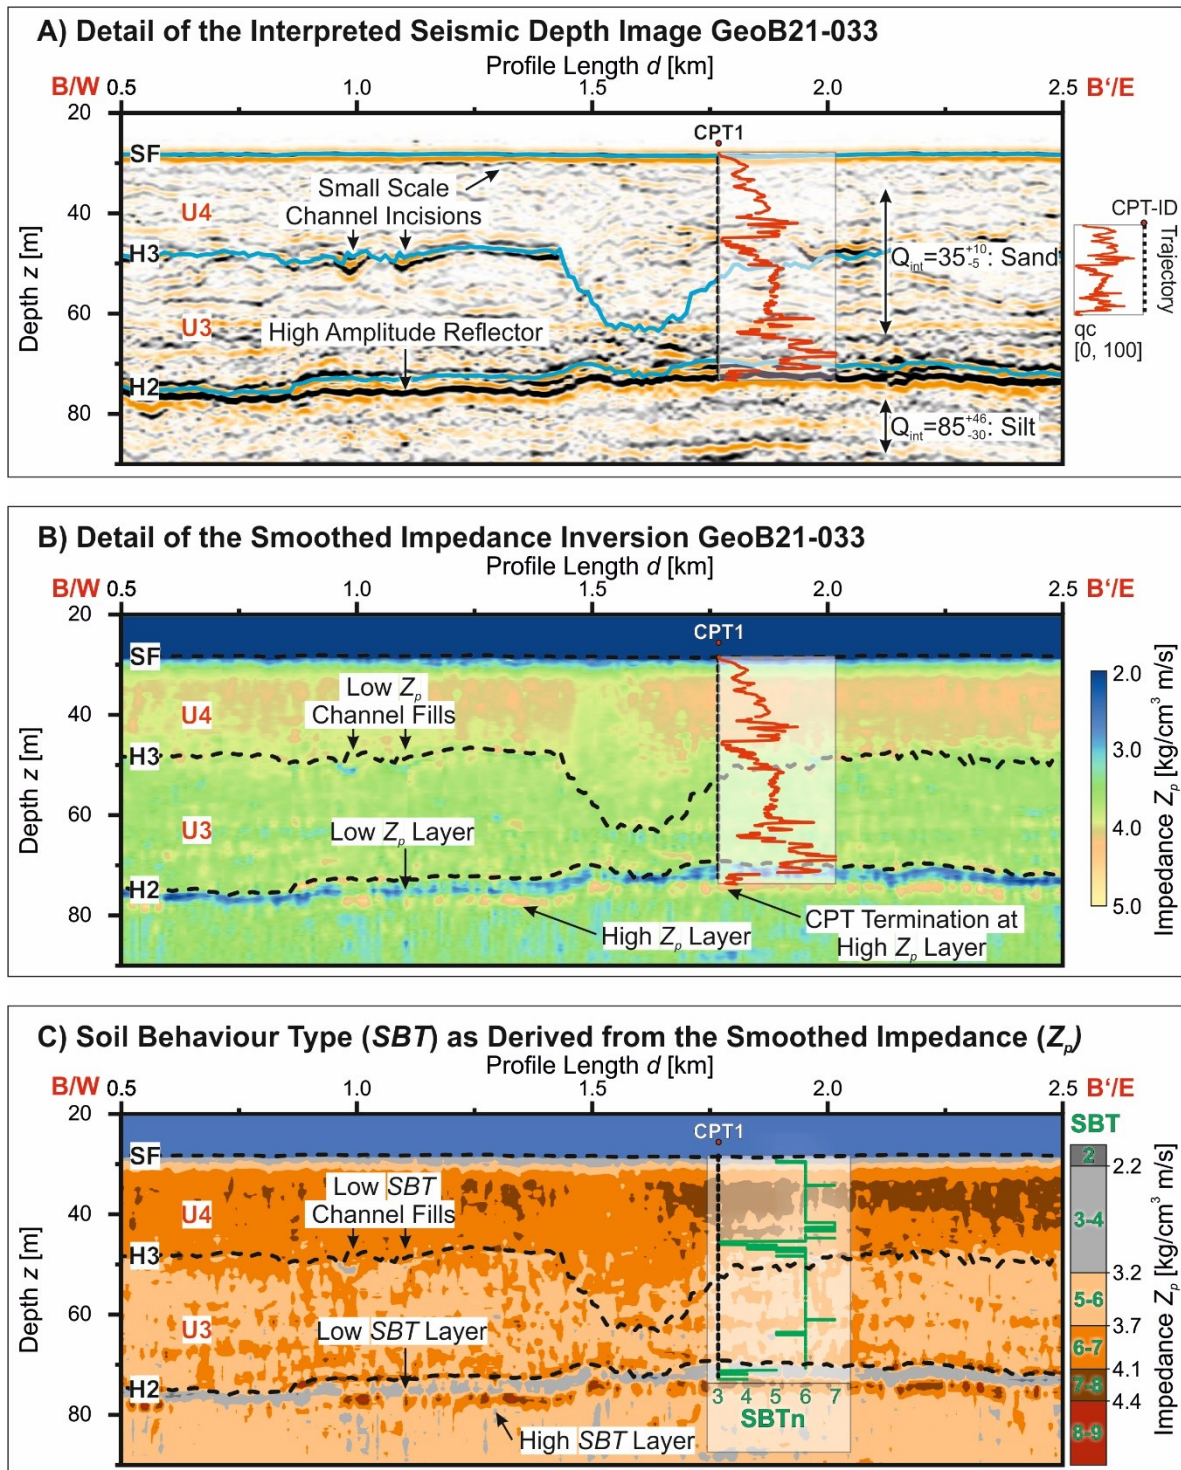 A) Detail of the Interpreted Seismic Depth Image GeoB21-033
Profile Length d [km]
B/W
0.5
1.0
1.5
2.0
2.5
B‘/E
20
40
60
80
Depth z [m]
CPT1
SF
Small Scale
Channel Incisions
U4
H3
U3
High Amplitude Reflector
H2
Qint=35+10-5: Sand
Qint=85+46-30: Silt
CPT-ID
Trajectory
qc
[0, 100]
B) Detail of the Smoothed Impedance Inversion GeoB21-033
Profile Length d [km]
B/W
0.5
1.0
1.5
2.0
2.5
B‘/E
20
40
60
80
Depth z [m]
CPT1
SF
Low Zp
Channel Fills
U4
H3
U3
Low Zp Layer
H2
High Zp Layer
CPT Termination at
High Zp Layer
2.0
3.0
4.0
5.0
Impedance Zp [kg/cm³ m/s]
C) Soil Behaviour Type (SBT) as Derived from the Smoothed Impedance (Zp)
Profile Length d [km]
B/W
0.5
1.0
1.5
2.0
2.5
B‘/E
20
40
60
80
Depth z [m]
CPT1
SF
Low SBT
Channel Fills
U4
H3
U3
Low SBT Layer
H2
High SBT Layer
3 4 5 6 7
SBTn
SBT
2
3-4
5-6
6-7
7-8
8-9
2.2
3.2
3.7
4.1
4.4
Impedance Zp [kg/cm³ m/s]